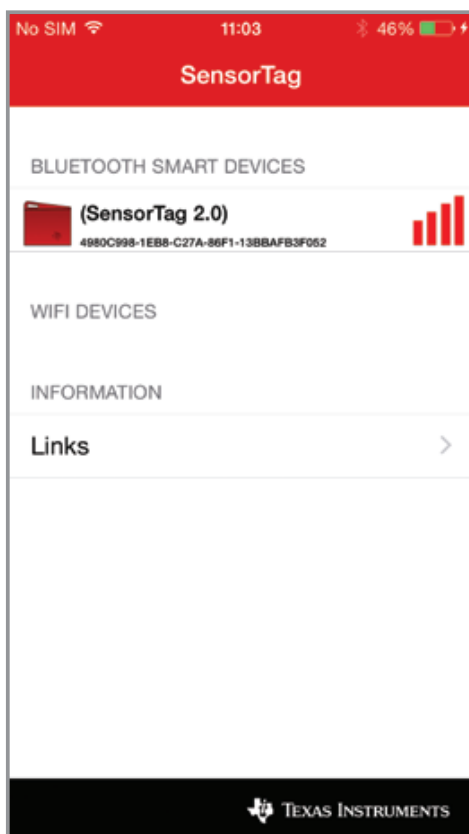 No SIM 11:03 46%
SensorTag
BLUETOOTH SMART DEVICES
(SensorTag 2.0)
4980C998-1EB8-C27A-86F1-13BBAFB3F052
WIFI DEVICES
INFORMATION
Links
TEXAS INSTRUMENTS